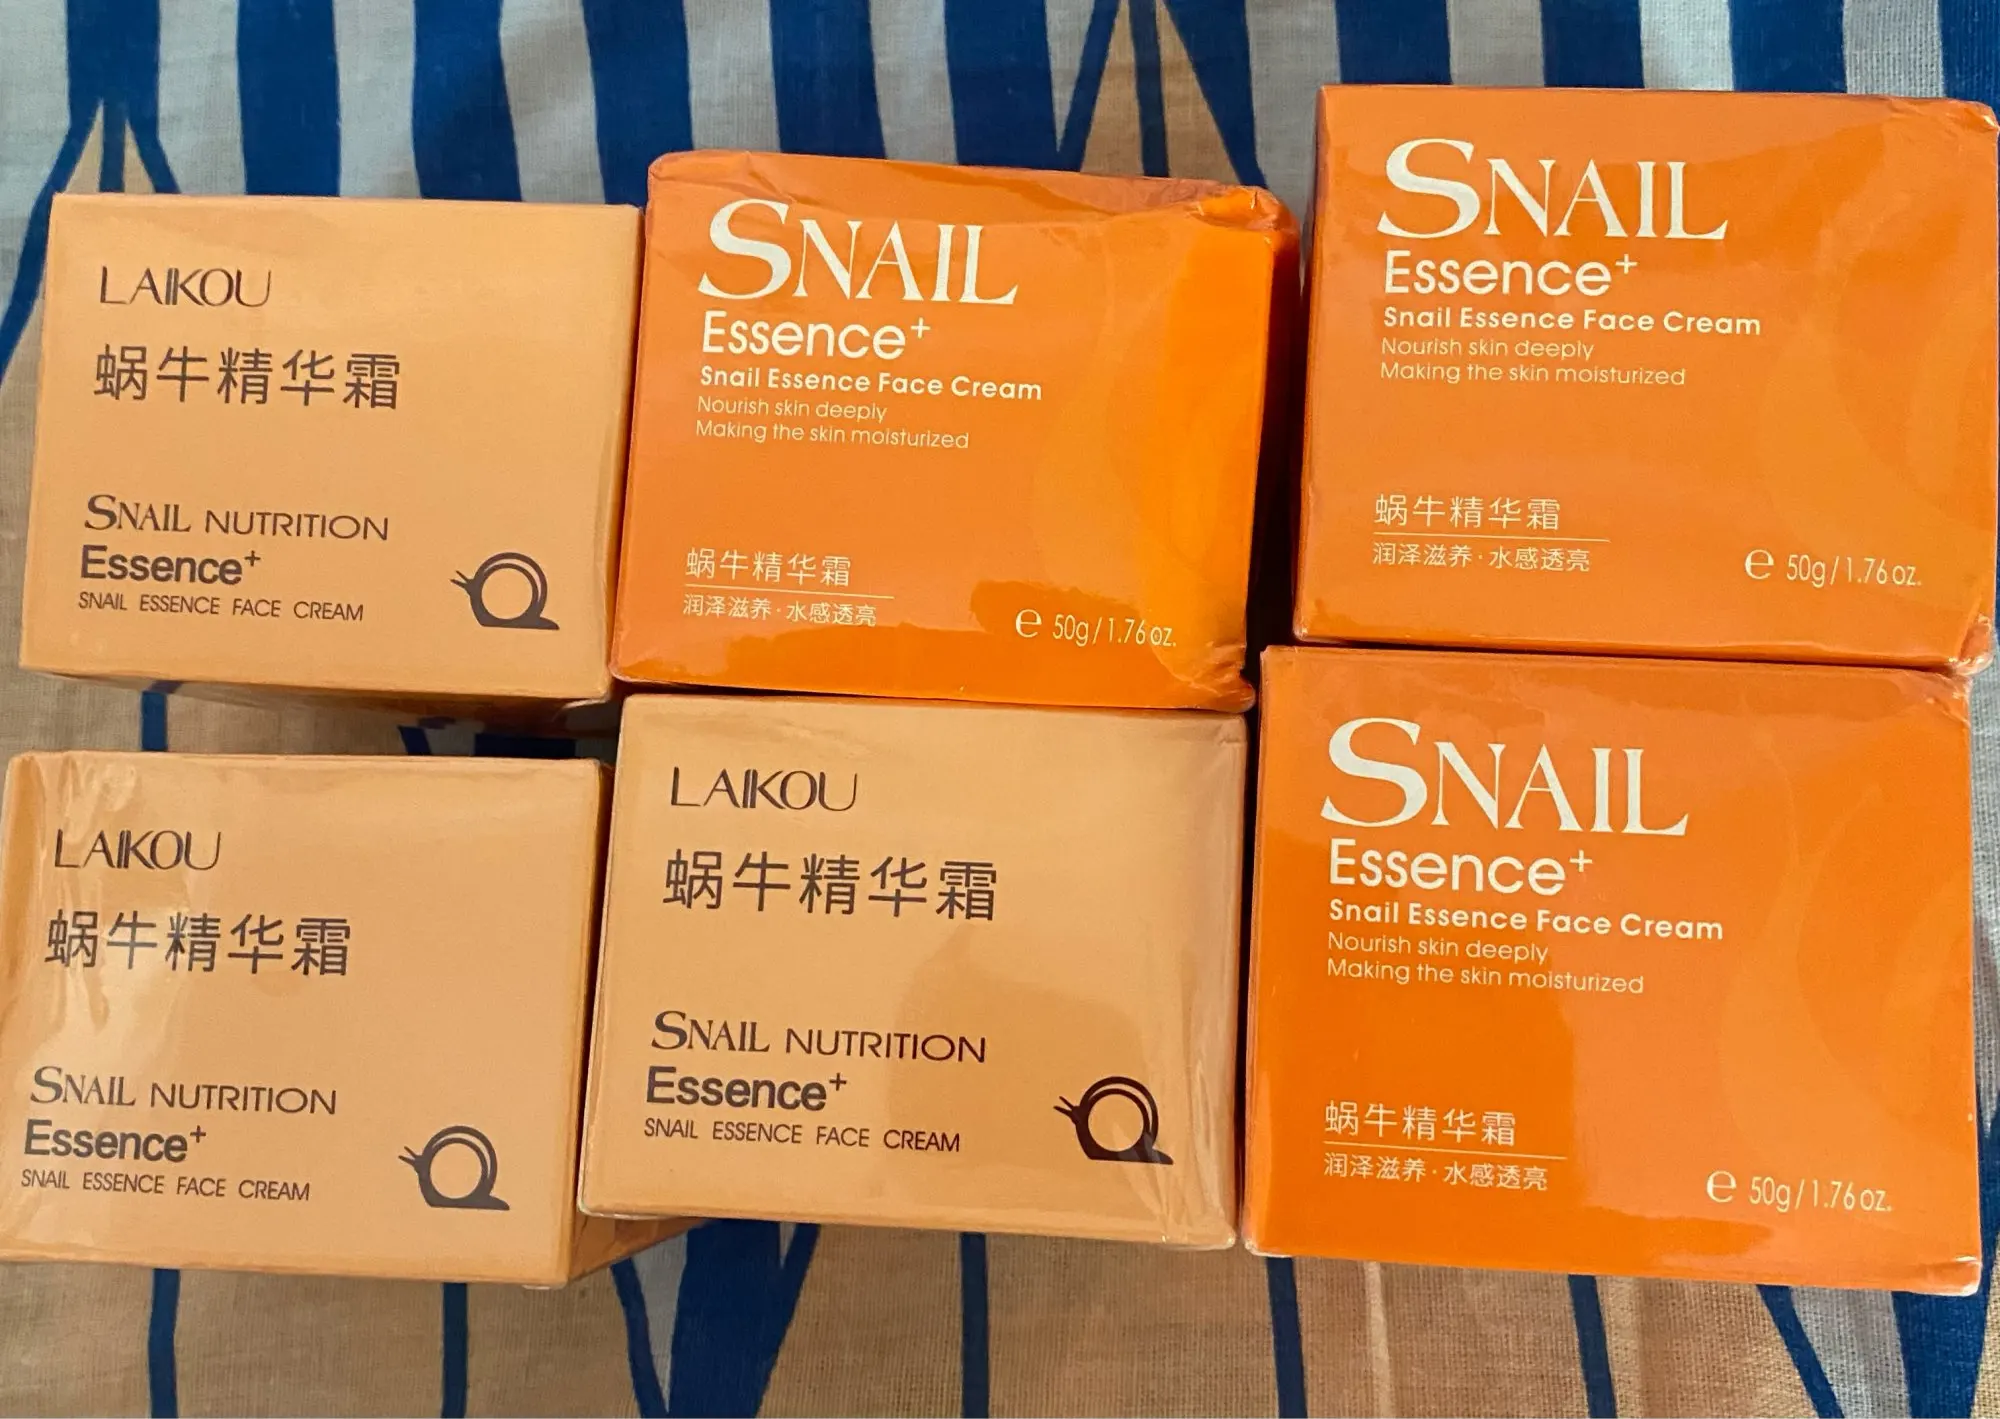 LAIKOU
蜗牛精华霜
SNAIL NUTRITION
Essence+
SNAIL ESSENCE FACE CREAM
SNAIL
Essence+
Snail Essence Face Cream
Nourish skin deeply
Making the skin moisturized
蜗牛精华霜
润泽滋养·水感透亮
℮ 50g/1.76 oz.
SNAIL
Essence+
Snail Essence Face Cream
Nourish skin deeply
Making the skin moisturized
蜗牛精华霜
润泽滋养·水感透亮
℮ 50g/1.76 oz.
LAIKOU
蜗牛精华霜
SNAIL NUTRITION
Essence+
SNAIL ESSENCE FACE CREAM
LAIKOU
蜗牛精华霜
SNAIL NUTRITION
Essence+
SNAIL ESSENCE FACE CREAM
SNAIL
Essence+
Snail Essence Face Cream
Nourish skin deeply
Making the skin moisturized
蜗牛精华霜
润泽滋养·水感透亮
℮ 50g/1.76 oz.